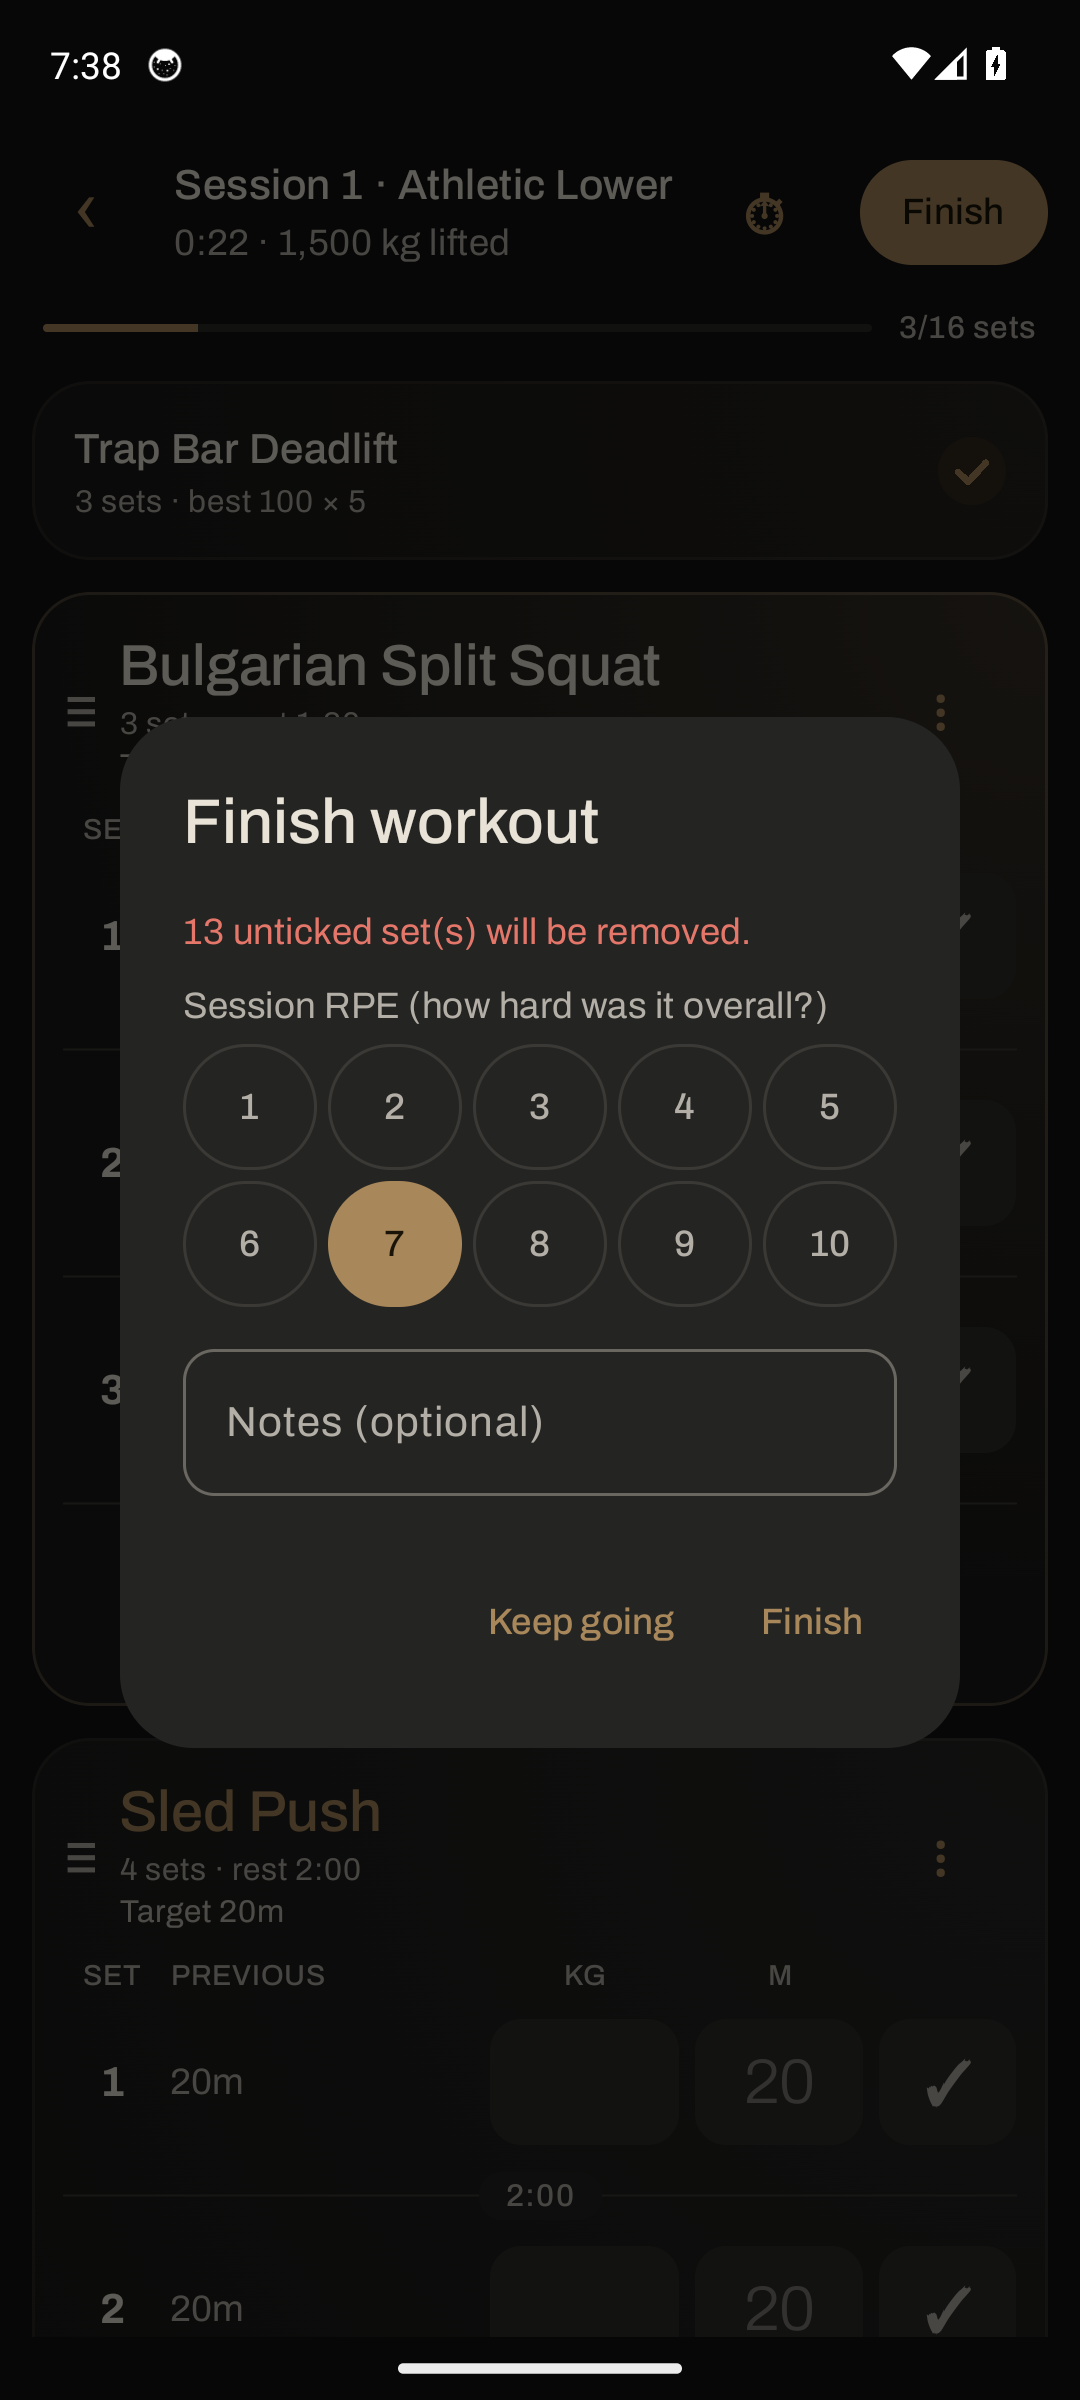 7:38
Session 1 · Athletic Lower
0:22 · 1,500 kg lifted
Finish
3/16 sets
Trap Bar Deadlift
3 sets · best 100 × 5
Bulgarian Split Squat
3
Finish workout
13 unticked set(s) will be removed.
Session RPE (how hard was it overall?)
1 2 3 4 5
6 7 8 9 10
Notes (optional)
Keep going Finish
1
2
3
Sled Push
4 sets · rest 2:00
Target 20m
SET PREVIOUS KG M
1 20m 20 ✓
2:00
2 20m 20 ✓